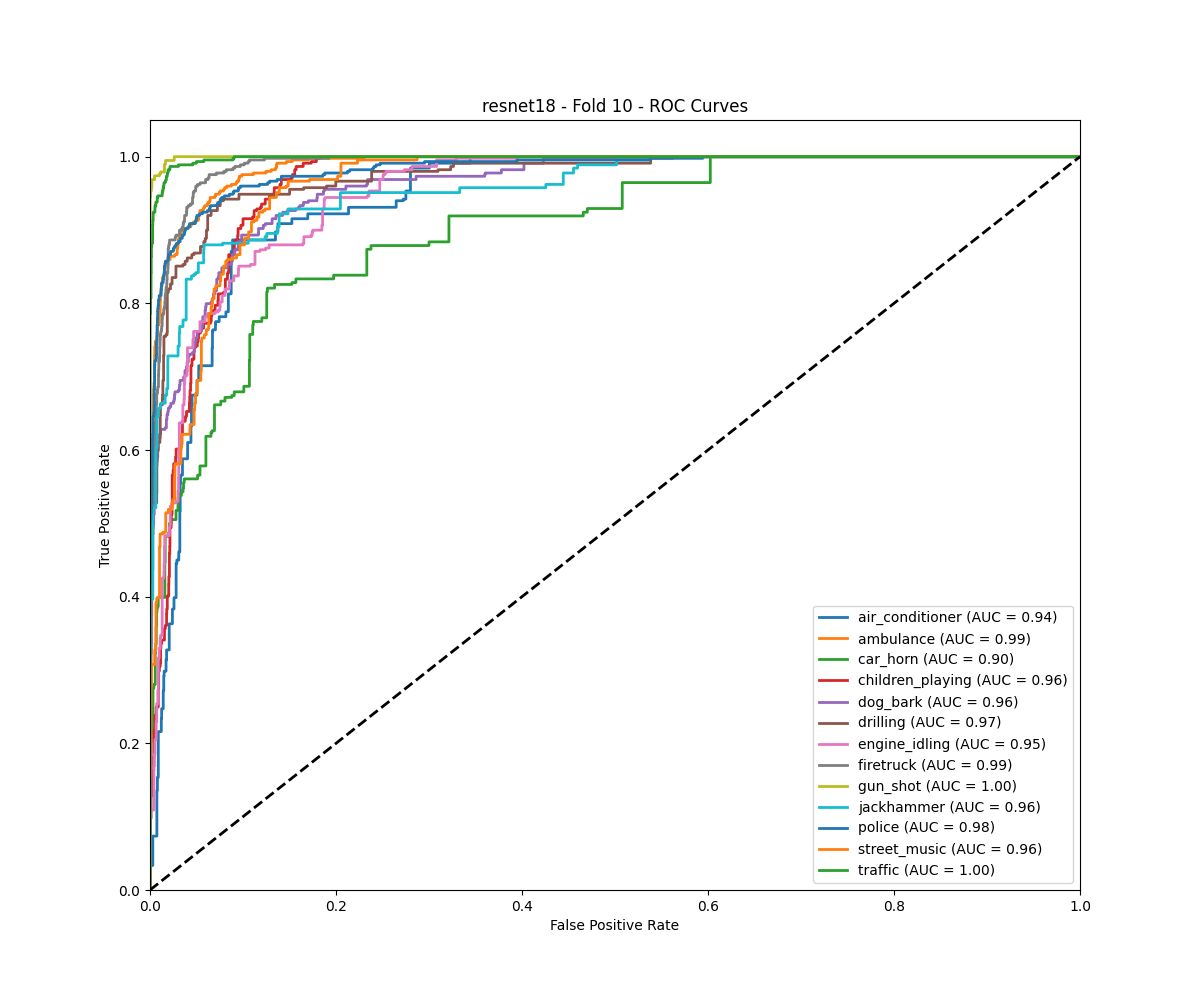 resnet18 - Fold 10 - ROC Curves
1.0
0.8
0.6
0.4
0.2
0.0
True Positive Rate
air_conditioner (AUC = 0.94)
ambulance (AUC = 0.99)
car_horn (AUC = 0.90)
children_playing (AUC = 0.96)
dog_bark (AUC = 0.96)
drilling (AUC = 0.97)
engine_idling (AUC = 0.95)
firetruck (AUC = 0.99)
gun_shot (AUC = 1.00)
jackhammer (AUC = 0.96)
police (AUC = 0.98)
street_music (AUC = 0.96)
traffic (AUC = 1.00)
0.0 0.2 0.4 0.6 0.8 1.0
False Positive Rate